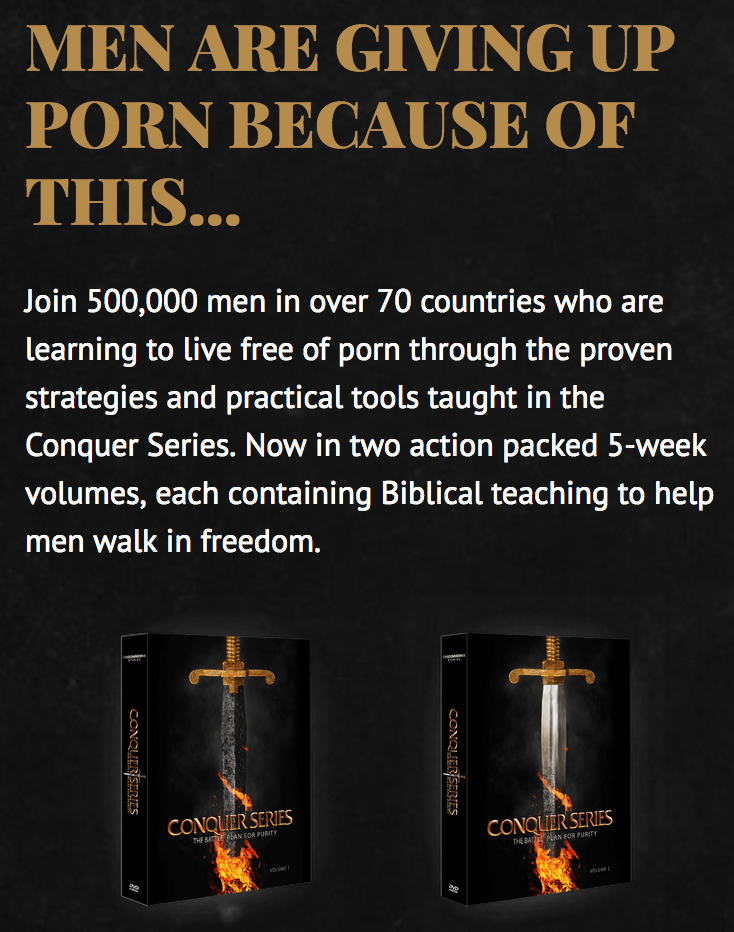 MEN ARE GIVING UP
PORN BECAUSE OF
THIS...
Join 500,000 men in over 70 countries who are
learning to live free of porn through the proven
strategies and practical tools taught in the
Conquer Series. Now in two action packed 5-week
volumes, each containing Biblical teaching to help
men walk in freedom.
CONQUER SERIES
CONQUER SERIES
THE BATTLE PLAN FOR PURITY
VOLUME 1
DVD
CONQUER SERIES
CONQUER SERIES
THE BATTLE PLAN FOR PURITY
VOLUME 2
DVD